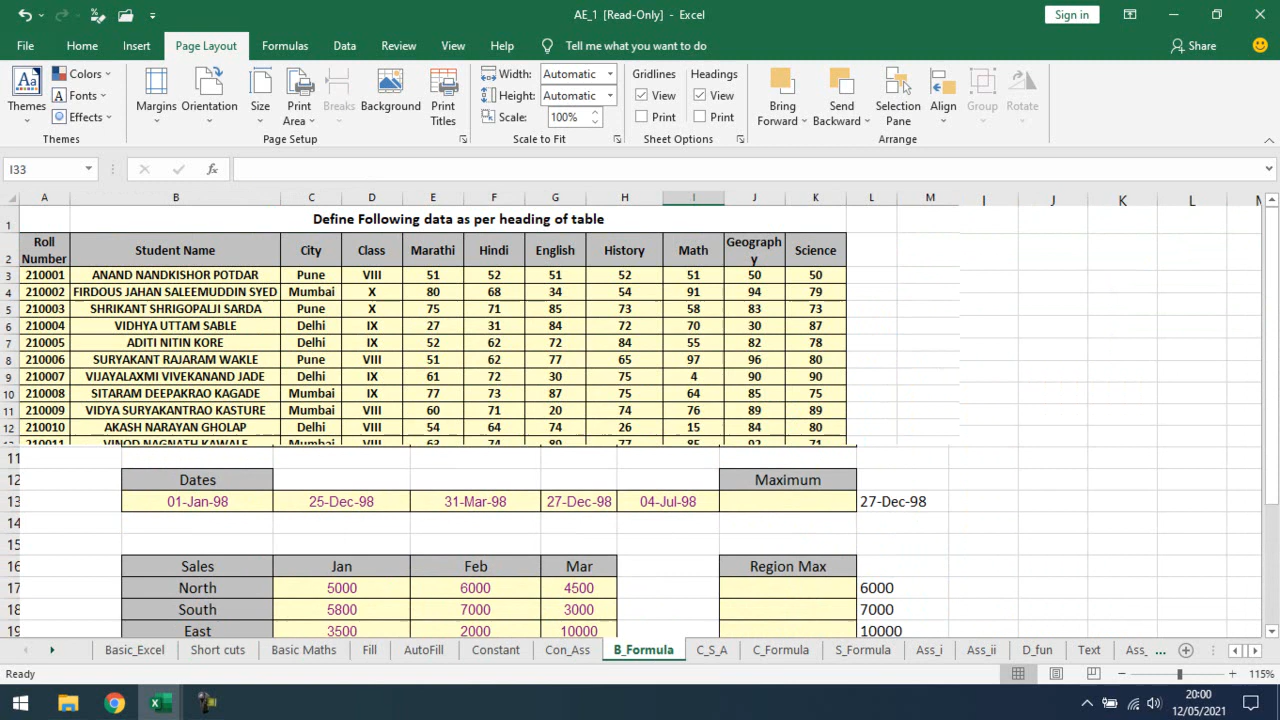 AE_1 [Read-Only] - Excel
Sign in
File Home Insert Page Layout Formulas Data Review View Help Tell me what you want to do Share
Themes Colors Fonts Effects
Margins Orientation Size Print Area Breaks Background Print Titles
Width: Automatic
Height: Automatic
Scale: 100%
Gridlines Headings
View View
Print Print
Bring Forward Send Backward Selection Pane Align Group Rotate
Themes Page Setup Scale to Fit Sheet Options Arrange
I33 fx
A B C D E F G H I J K L M I J K L M
1 Define Following data as per heading of table
2 Roll Number Student Name City Class Marathi Hindi English History Math Geography Science
3 210001 ANAND NANDKISHOR POTDAR Pune VIII 51 52 51 52 51 50 50
4 210002 FIRDOUS JAHAN SALEEMUDDIN SYED Mumbai X 80 68 34 54 91 94 79
5 210003 SHRIKANT SHRIGOPALJI SARDA Pune X 75 71 85 73 58 83 73
6 210004 VIDHYA UTTAM SABLE Delhi IX 27 31 84 72 70 30 87
7 210005 ADITI NITIN KORE Delhi IX 52 62 72 84 55 82 78
8 210006 SURYAKANT RAJARAM WAKLE Pune VIII 51 62 77 65 97 96 80
9 210007 VIJAYALAXMI VIVEKANAND JADE Delhi IX 61 72 30 75 4 90 90
10 210008 SITARAM DEEPAKRAO KAGADE Mumbai IX 77 73 87 75 64 85 75
11 210009 VIDYA SURYAKANTRAO KASTURE Mumbai VIII 60 71 20 74 76 89 89
12 210010 AKASH NARAYAN GHOLAP Delhi VIII 54 64 74 26 15 84 80
210011 VINOD NAGNATH KAWALE Mumbai VIII 63 74 89 77 85 92 71
11
12 Dates Maximum
13 01-Jan-98 25-Dec-98 31-Mar-98 27-Dec-98 04-Jul-98 27-Dec-98
14
15
16 Sales Jan Feb Mar Region Max
17 North 5000 6000 4500 6000
18 South 5800 7000 3000 7000
19 East 3500 2000 10000 10000
Basic_Excel Short cuts Basic Maths Fill AutoFill Constant Con_Ass B_Formula C_S_A C_Formula S_Formula Ass_i Ass_ii D_fun Text Ass_ ...
Ready 115%
20:00
12/05/2021